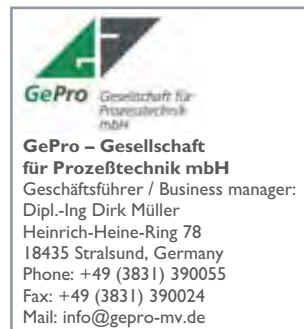 GePro Gesellschaft für
Prozesstechnik
mbH
GePro – Gesellschaft
für Prozeßtechnik mbH
Geschäftsführer / Business manager:
Dipl.-Ing Dirk Müller
Heinrich-Heine-Ring 78
18435 Stralsund, Germany
Phone: +49 (3831) 390055
Fax: +49 (3831) 390024
Mail: info@gepro-mv.de